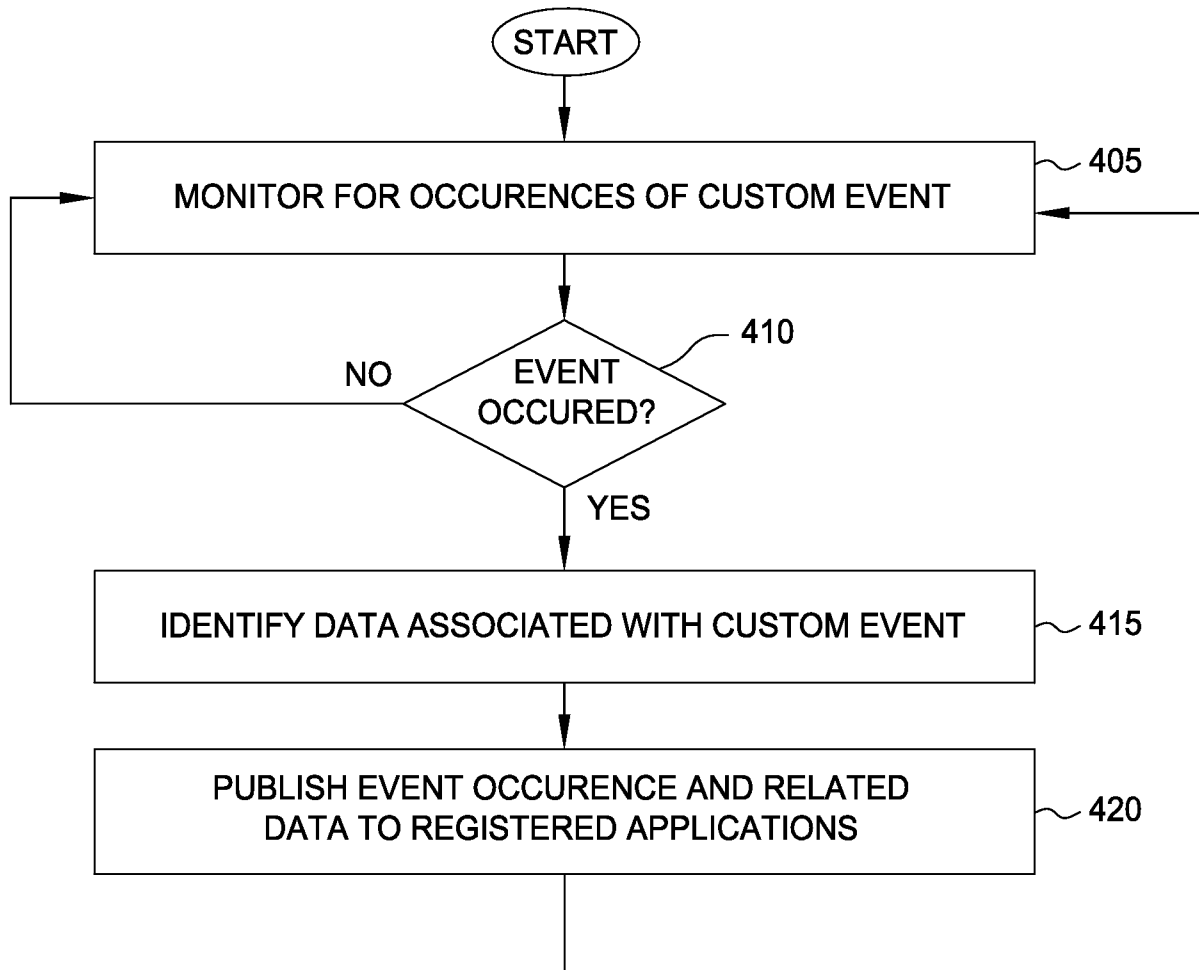 START
MONITOR FOR OCCURENCES OF CUSTOM EVENT
405
EVENT
OCCURED?
410
NO
YES
IDENTIFY DATA ASSOCIATED WITH CUSTOM EVENT
415
PUBLISH EVENT OCCURENCE AND RELATED
DATA TO REGISTERED APPLICATIONS
420